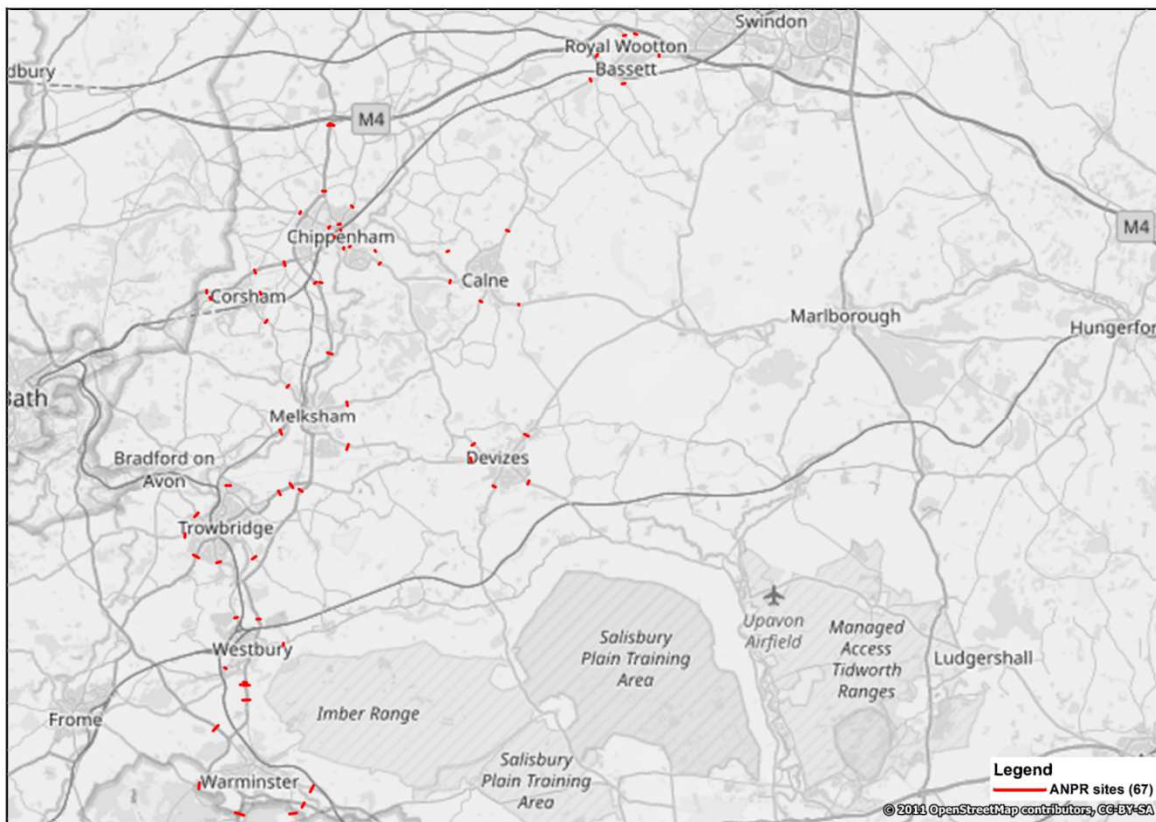 Swindon
Royal Wootton
Bassett
dbury
M4
M4
Chippenham
Calne
Corsham
Marlborough
Hungerfor
Bath
Melksham
Bradford on
Avon
Devizes
Trowbridge
Upavon
Airfield
Managed
Access
Tidworth
Ranges
Salisbury
Plain Training
Area
Westbury
Ludgershall
Imber Range
Frome
Salisbury
Plain Training
Area
Warminster
Legend
ANPR sites (67)
© 2011 OpenStreetMap contributors, CC-BY-SA